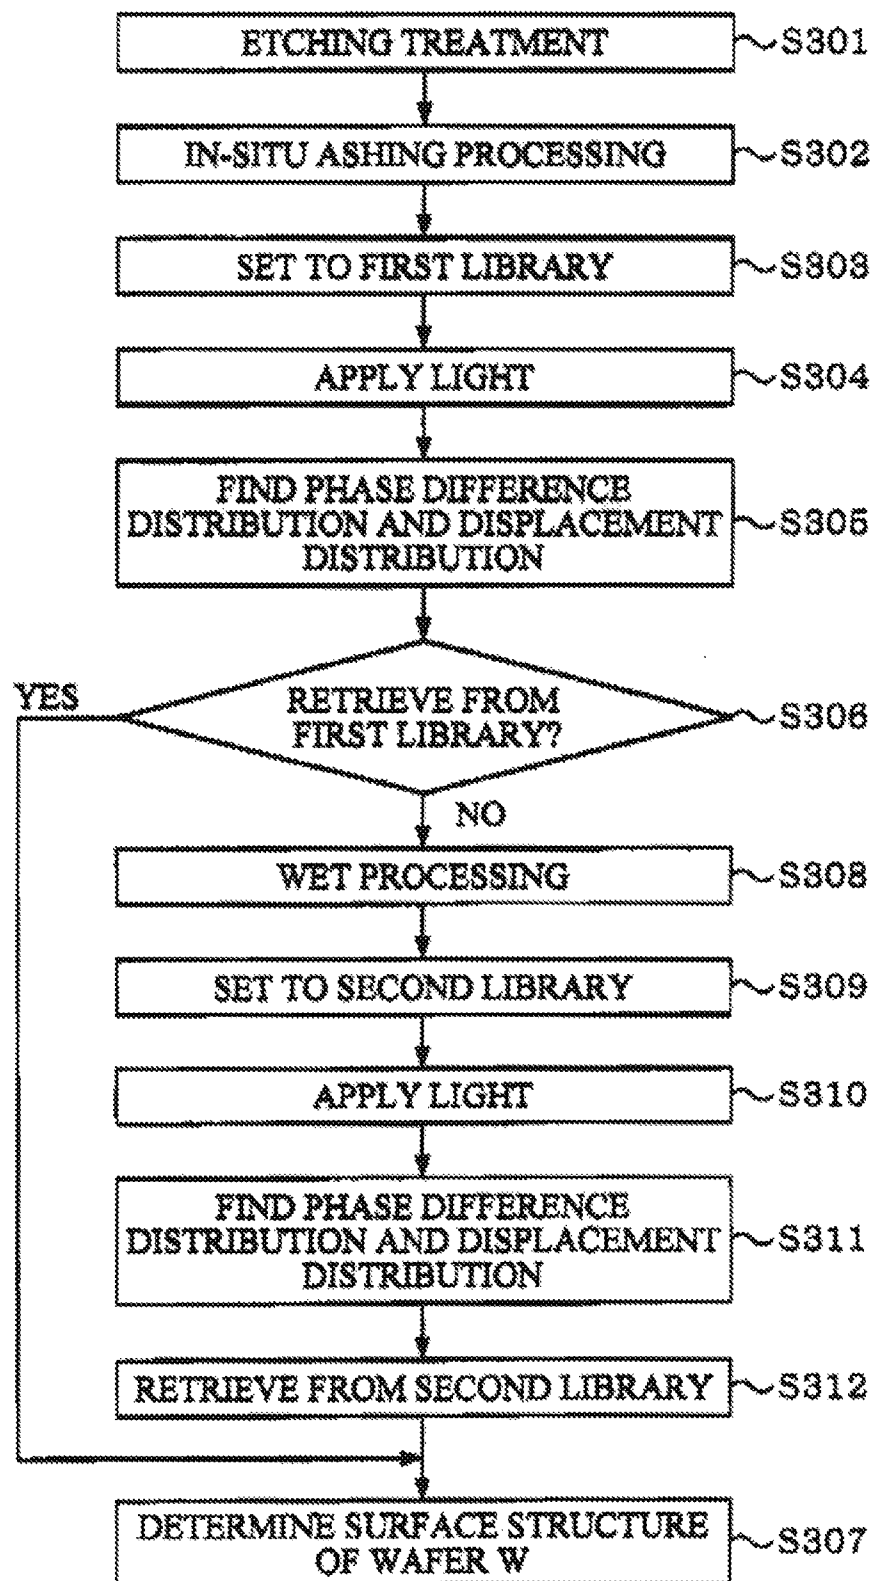 ETCHING TREATMENT
S301
IN-SITU ASHING PROCESSING
S302
SET TO FIRST LIBRARY
S303
APPLY LIGHT
S304
FIND PHASE DIFFERENCE
DISTRIBUTION AND DISPLACEMENT
DISTRIBUTION
S305
YES
RETRIEVE FROM
FIRST LIBRARY?
S306
NO
WET PROCESSING
S308
SET TO SECOND LIBRARY
S309
APPLY LIGHT
S310
FIND PHASE DIFFERENCE
DISTRIBUTION AND DISPLACEMENT
DISTRIBUTION
S311
RETRIEVE FROM SECOND LIBRARY
S312
DETERMINE SURFACE STRUCTURE
OF WAFER W
S307